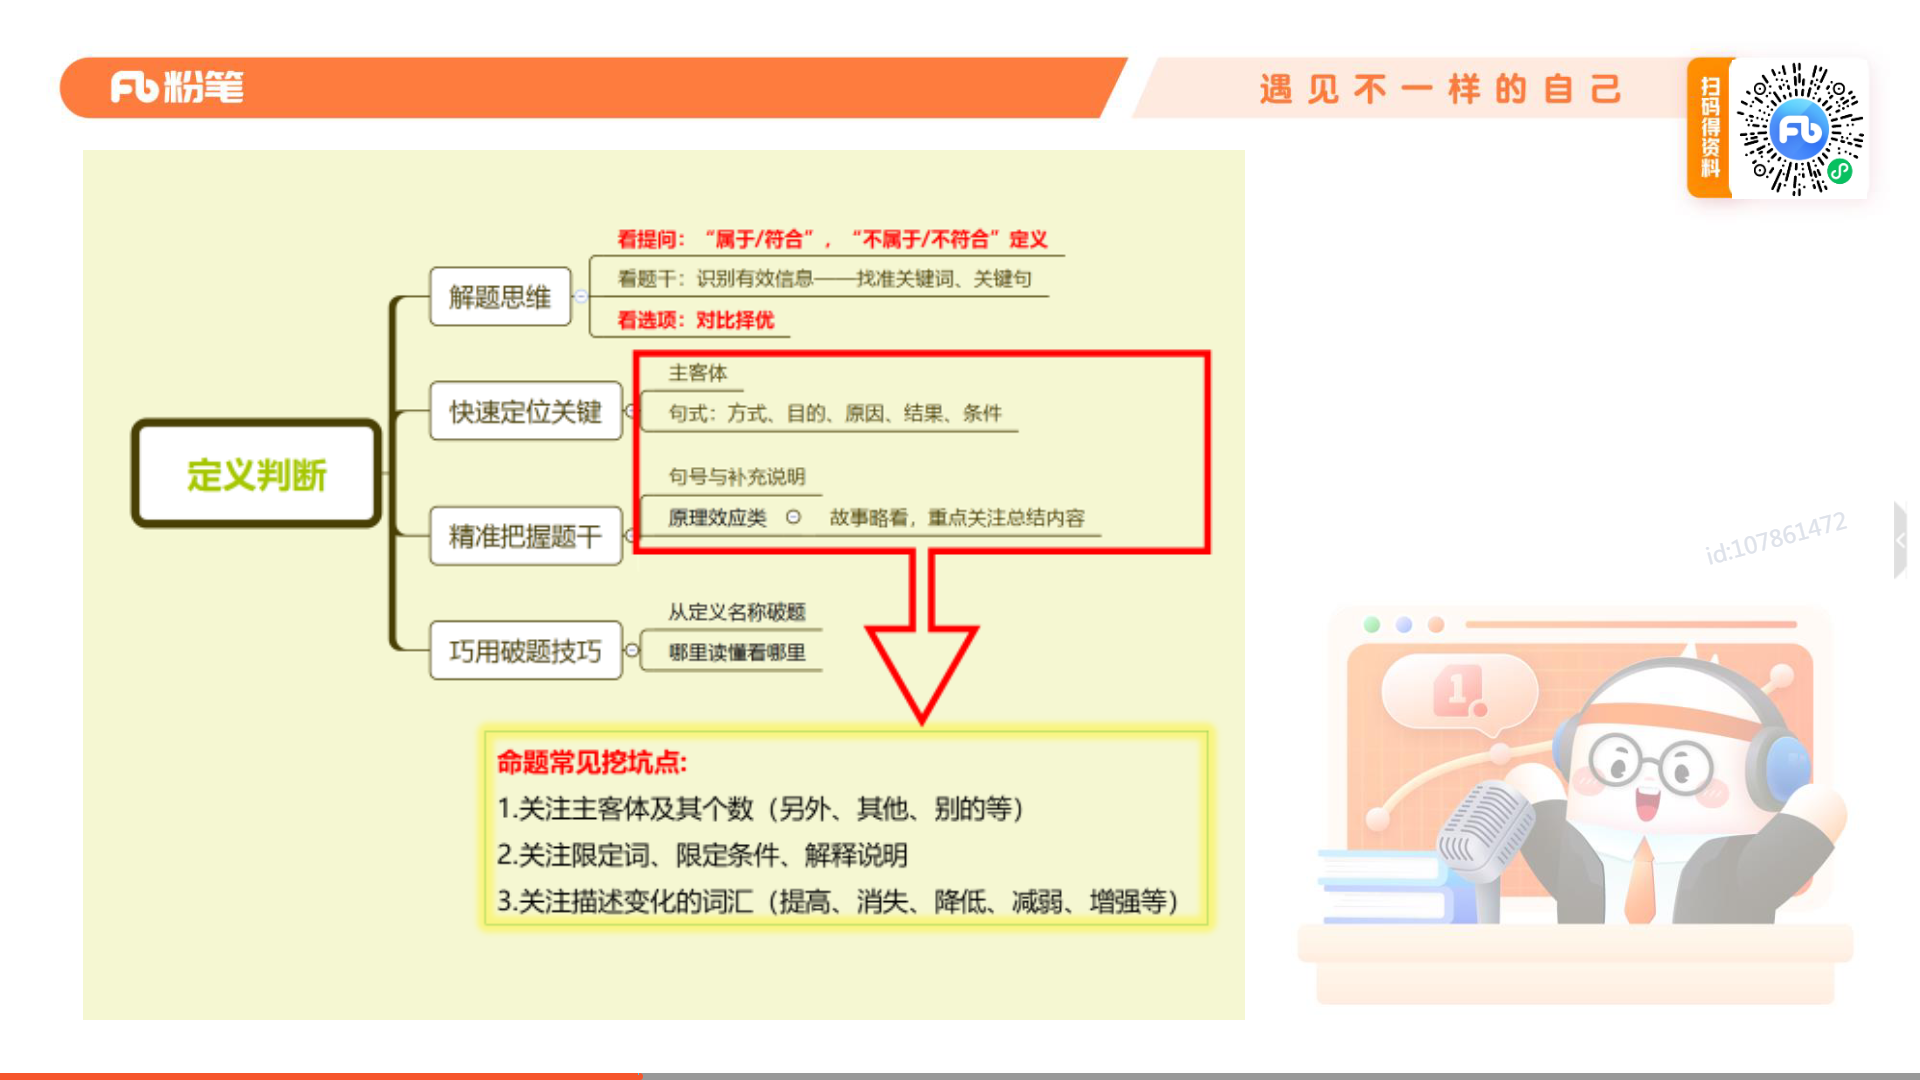 粉笔
遇见不一样的自己
扫码得资料
看提问：“属于/符合”，“不属于/不符合”定义
解题思维
看题干：识别有效信息——找准关键词、关键句
看选项：对比择优
主客体
快速定位关键
句式：方式、目的、原因、结果、条件
定义判断
句号与补充说明
精准把握题干
原理效应类
故事略看，重点关注总结内容
从定义名称破题
巧用破题技巧
哪里读懂看哪里
命题常见挖坑点:
1.关注主客体及其个数（另外、其他、别的等）
2.关注限定词、限定条件、解释说明
3.关注描述变化的词汇（提高、消失、降低、减弱、增强等）
id:107861472
1